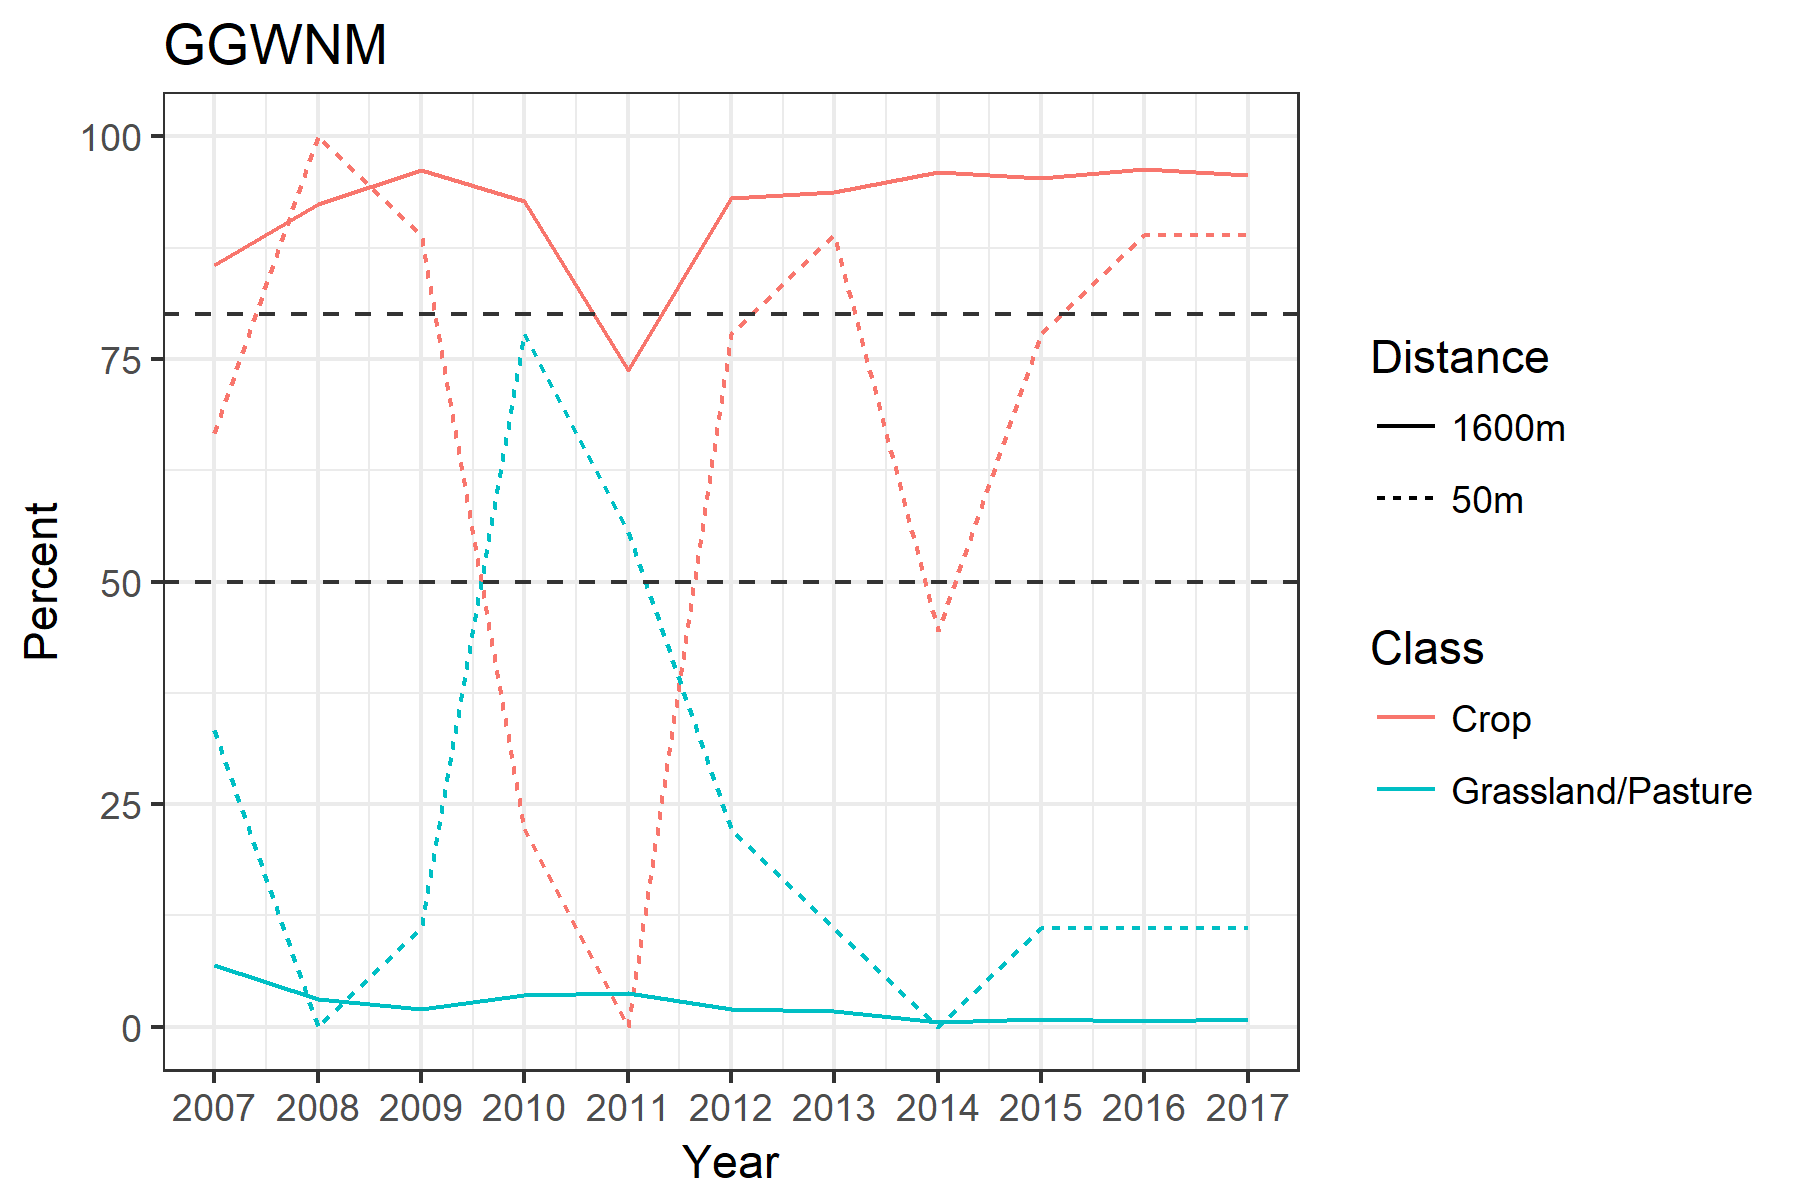 GGWNM
100
75
50
25
0
Percent
2007 2008 2009 2010 2011 2012 2013 2014 2015 2016 2017
Year
Distance
1600m
50m
Class
Crop
Grassland/Pasture